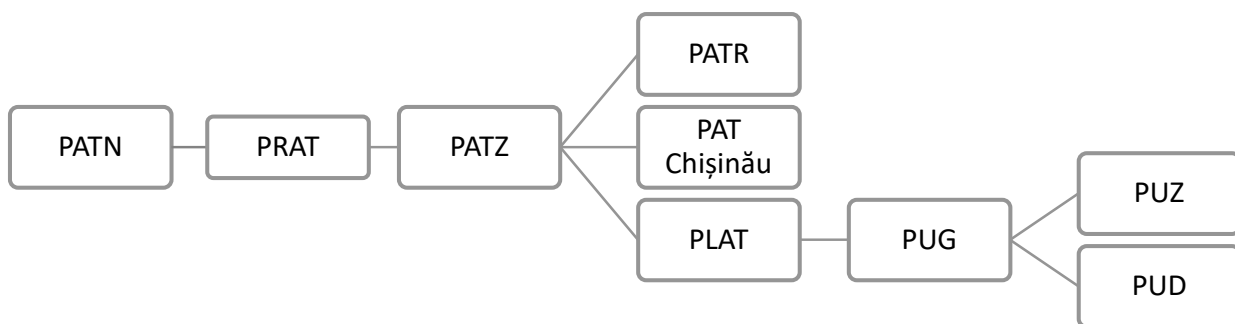 PATN
PRAT
PATZ
PATR
PAT
Chișinău
PLAT
PUG
PUZ
PUD